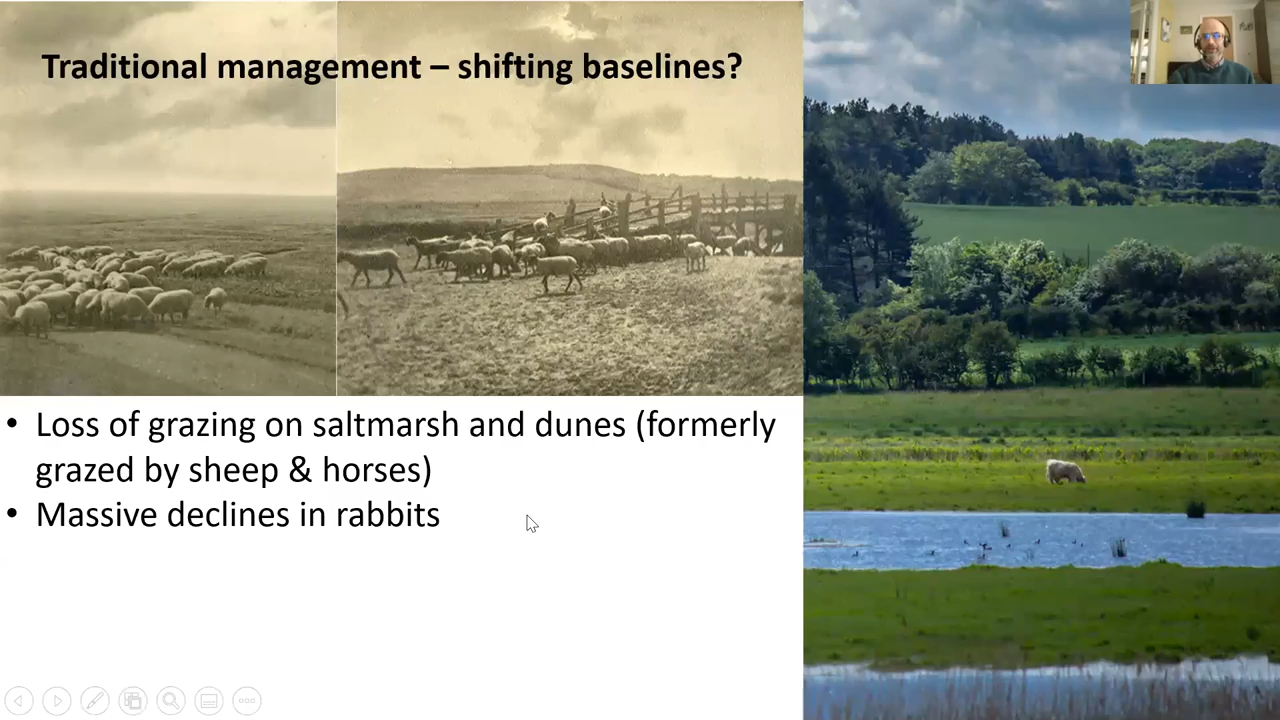 Traditional management – shifting baselines?
• Loss of grazing on saltmarsh and dunes (formerly
grazed by sheep & horses)
• Massive declines in rabbits